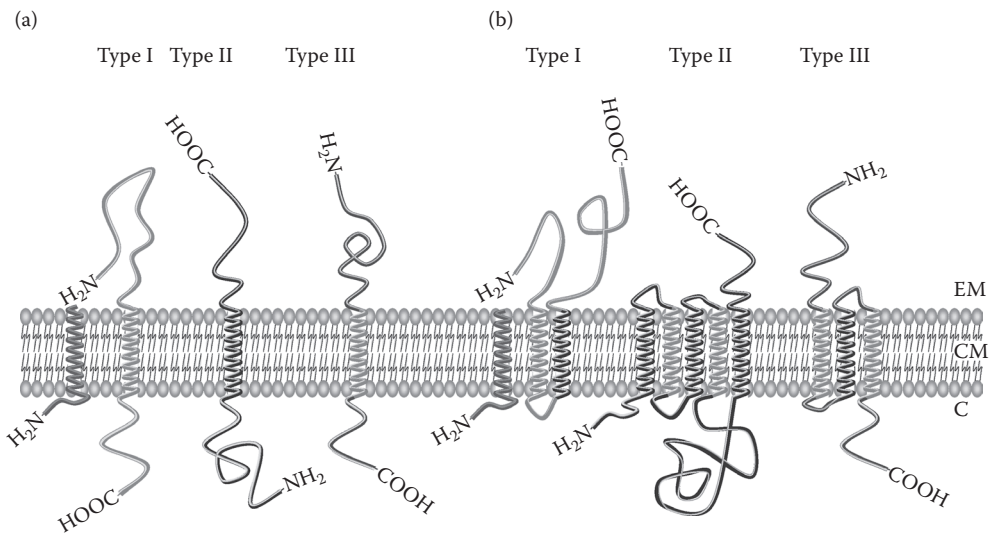 (a)
(b)
Type I Type II Type III
Type I Type II Type III
HOOC
H₂N
H₂N
H₂N
HOOC
NH₂
COOH
HOOC
HOOC
NH₂
H₂N
H₂N
H₂N
COOH
EM
CM
C